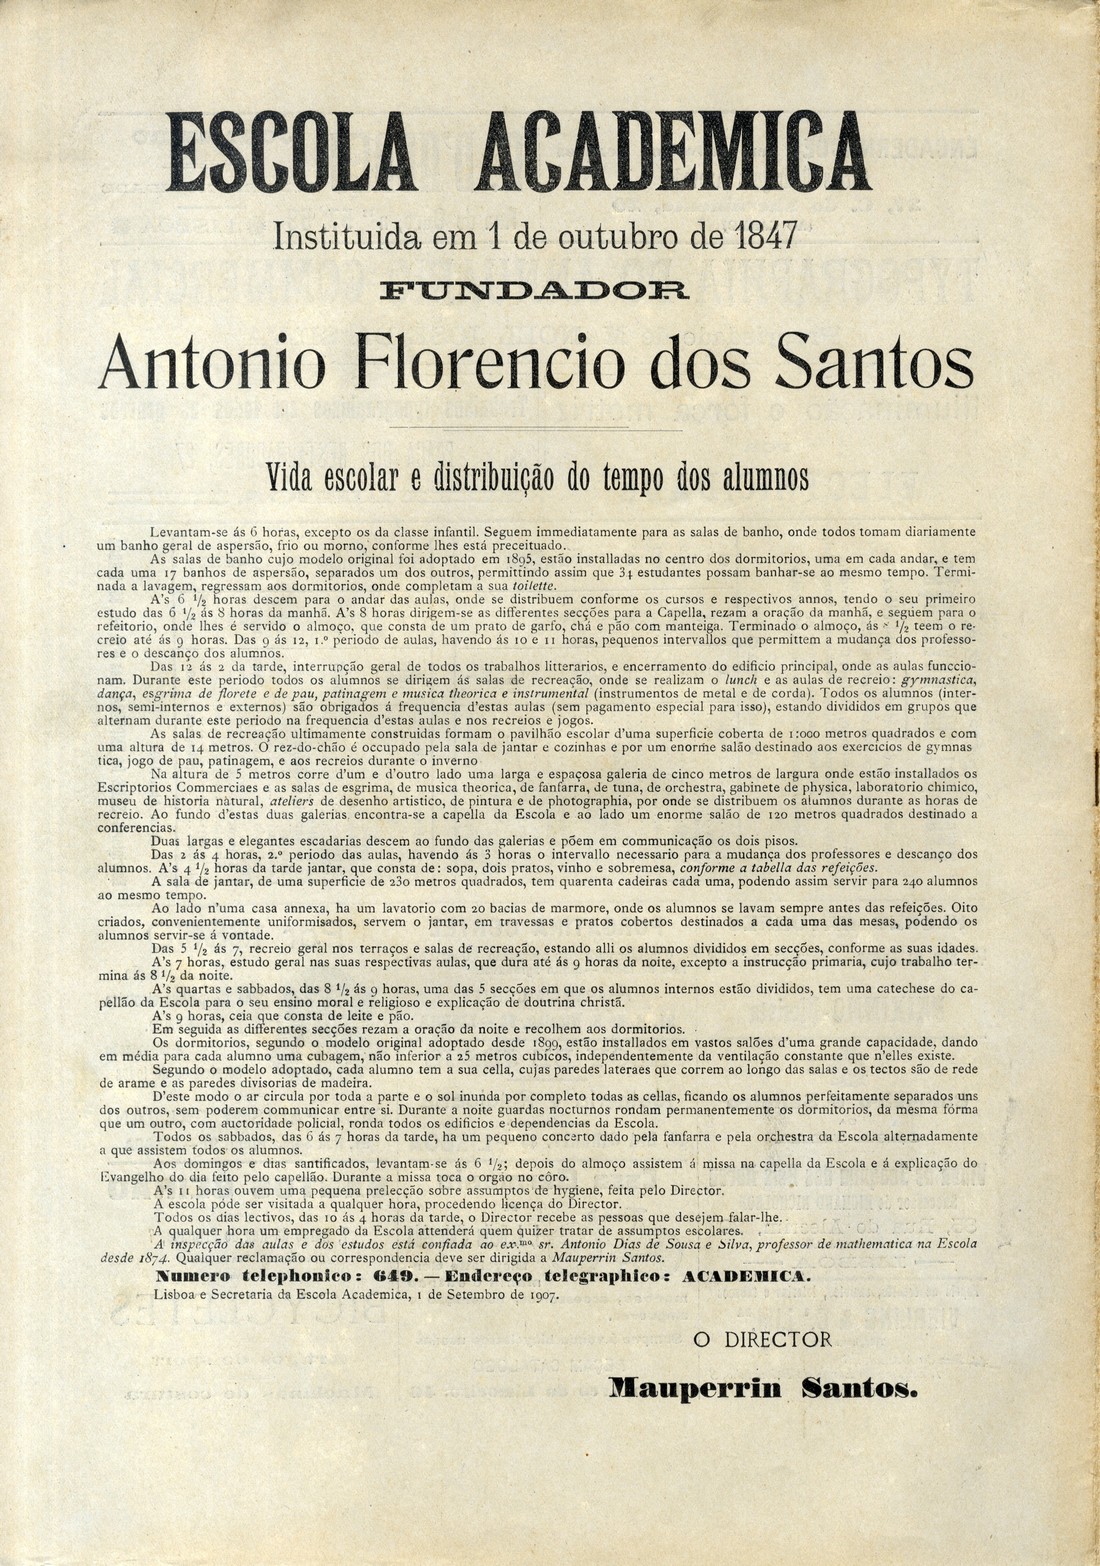 ESCOLA ACADEMICA
Instituida em 1 de outubro de 1847
FUNDADOR
Antonio Florencio dos Santos
Vida escolar e distribuição do tempo dos alumnos
Levantam-se ás 6 horas, excepto os da classe infantil. Seguem immediatamente para as salas de banho, onde todos tomam diariamente
um banho geral de aspersão, frio ou morno, conforme lhes está preceituado.
As salas de banho cujo modelo original foi adoptado em 1895, estão installadas no centro dos dormitorios, uma em cada andar, e tem
cada uma 17 banhos de aspersão, separados um dos outros, permittindo assim que 34 estudantes possam banhar-se ao mesmo tempo. Termi-
nada a lavagem, regressam aos dormitorios, onde completam a sua toilette.
A's 6 1/2 horas descem para o andar das aulas, onde se distribuem conforme os cursos e respectivos annos, tendo o seu primeiro
estudo das 6 1/2 ás 8 horas da manhã. A's 8 horas dirigem-se as differentes secções para a Capella, rezam a oração da manhã, e seguem para o
refeitorio, onde lhes é servido o almoço, que consta de um prato de garfo, chá e pão com manteiga. Terminado o almoço, ás 1/2 teem o re-
creio até ás 9 horas. Das 9 ás 12, 1.º periodo de aulas, havendo ás 10 e 11 horas, pequenos intervallos que permittem a mudança dos professo-
res e o descanço dos alumnos.
Das 12 ás 2 da tarde, interrupção geral de todos os trabalhos litterarios, e encerramento do edificio principal, onde as aulas funccio-
nam. Durante este periodo todos os alumnos se dirigem ás salas de recreação, onde se realizam o lunch e as aulas de recreio: gymnastica,
dança, esgrima de florete e de pau, patinagem e musica theorica e instrumental (instrumentos de metal e de corda). Todos os alumnos (inter-
nos, semi-internos e externos) são obrigados á frequencia d'estas aulas (sem pagamento especial para isso), estando divididos em grupos que
alternam durante este periodo na frequencia d'estas aulas e nos recreios e jogos.
As salas de recreação ultimamente construidas formam o pavilhão escolar d'uma superficie coberta de 1:000 metros quadrados e com
uma altura de 14 metros. O rez-do-chão é occupado pela sala de jantar e cozinhas e por um enorme salão destinado aos exercicios de gymnas
tica, jogo de pau, patinagem, e aos recreios durante o inverno
Na altura de 5 metros corre d'um e d'outro lado uma larga e espaçosa galeria de cinco metros de largura onde estão installados os
Escriptorios Commerciaes e as salas de esgrima, de musica theorica, de fanfarra, de tuna, de orchestra, gabinete de physica, laboratorio chimico,
museu de historia natural, ateliers de desenho artistico, de pintura e de photographia, por onde se distribuem os alumnos durante as horas de
recreio. Ao fundo d'estas duas galerias encontra-se a capella da Escola e ao lado um enorme salão de 120 metros quadrados destinado a
conferencias.
Duas largas e elegantes escadarias descem ao fundo das galerias e põem em communicação os dois pisos.
Das 2 ás 4 horas, 2.º periodo das aulas, havendo ás 3 horas o intervallo necessario para a mudança dos professores e descanço dos
alumnos. A's 4 1/2 horas da tarde jantar, que consta de: sopa, dois pratos, vinho e sobremesa, conforme a tabella das refeições.
A sala de jantar, de uma superficie de 230 metros quadrados, tem quarenta cadeiras cada uma, podendo assim servir para 240 alumnos
ao mesmo tempo.
Ao lado n'uma casa annexa, ha um lavatorio com 20 bacias de marmore, onde os alumnos se lavam sempre antes das refeições. Oito
criados, convenientemente uniformisados, servem o jantar, em travessas e pratos cobertos destinados a cada uma das mesas, podendo os
alumnos servir-se á vontade.
Das 5 1/2 ás 7, recreio geral nos terraços e salas de recreação, estando alli os alumnos divididos em secções, conforme as suas idades.
A's 7 horas, estudo geral nas suas respectivas aulas, que dura até ás 9 horas da noite, excepto a instrucção primaria, cujo trabalho ter-
mina ás 8 1/2 da noite.
A's quartas e sabbados, das 8 1/2 ás 9 horas, uma das 5 secções em que os alumnos internos estão divididos, tem uma catechese do ca-
pellão da Escola para o seu ensino moral e religioso e explicação de doutrina christã.
A's 9 horas, ceia que consta de leite e pão.
Em seguida as differentes secções rezam a oração da noite e recolhem aos dormitorios.
Os dormitorios, segundo o modelo original adoptado desde 1899, estão installados em vastos salões d'uma grande capacidade, dando
em média para cada alumno uma cubagem, não inferior a 25 metros cubicos, independentemente da ventilação constante que n'elles existe.
Segundo o modelo adoptado, cada alumno tem a sua cella, cujas paredes lateraes que correm ao longo das salas e os tectos são de rede
de arame e as paredes divisorias de madeira.
D'este modo o ar circula por toda a parte e o sol inunda por completo todas as cellas, ficando os alumnos perfeitamente separados uns
dos outros, sem poderem communicar entre si. Durante a noite guardas nocturnos rondam permanentemente os dormitorios, da mesma fórma
que um outro, com auctoridade policial, ronda todos os edificios e dependencias da Escola.
Todos os sabbados, das 6 ás 7 horas da tarde, ha um pequeno concerto dado pela fanfarra e pela orchestra da Escola alternadamente
a que assistem todos os alumnos.
Aos domingos e dias santificados, levantam-se ás 6 1/2; depois do almoço assistem á missa na capella da Escola e á explicação do
Evangelho do dia feito pelo capellão. Durante a missa toca o orgão no côro.
A's 11 horas ouvem uma pequena prelecção sobre assumptos de hygiene, feita pelo Director.
A escola póde ser visitada a qualquer hora, procedendo licença do Director.
Todos os dias lectivos, das 10 ás 4 horas da tarde, o Director recebe as pessoas que desejem falar-lhe.
A qualquer hora um empregado da Escola attenderá quem quizer tratar de assumptos escolares.
A inspecção das aulas e dos estudos está confiada ao ex.mo sr. Antonio Dias de Sousa e Silva, professor de mathematica na Escola
desde 1874. Qualquer reclamação ou correspondencia deve ser dirigida a Mauperrin Santos.
Numero telephonico: 649. — Endereço telegraphico: ACADEMICA.
Lisboa e Secretaria da Escola Academica, 1 de Setembro de 1907.
O DIRECTOR
Mauperrin Santos.